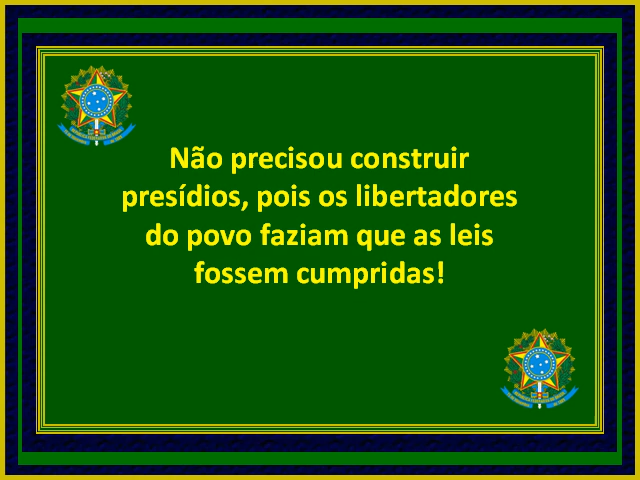 Não precisou construir
presídios, pois os libertadores
do povo faziam que as leis
fossem cumpridas!